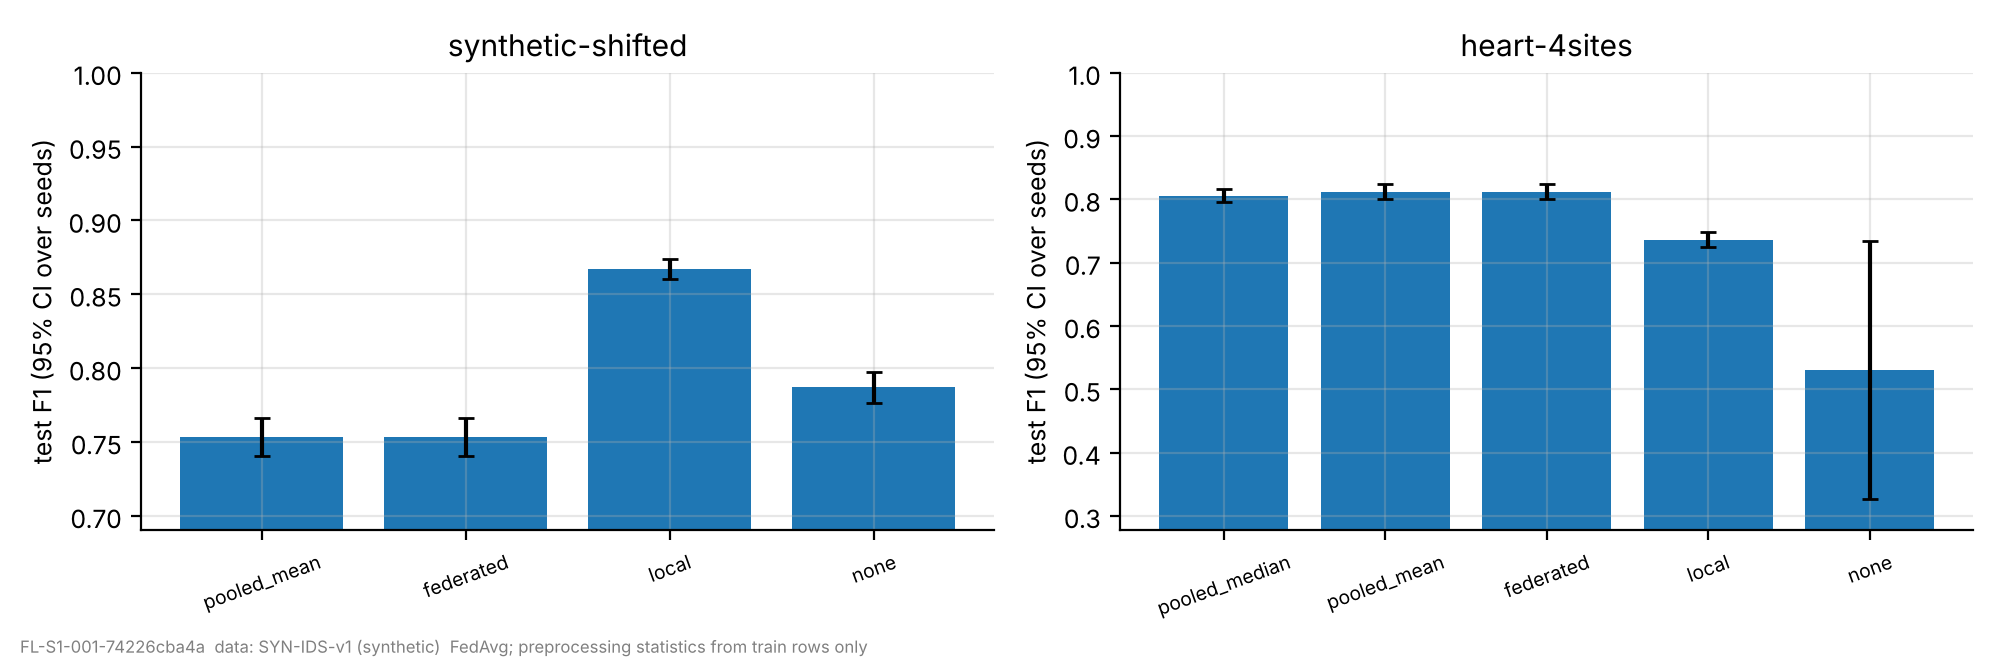 synthetic-shifted
test F1 (95% CI over seeds)
1.00
0.95
0.90
0.85
0.80
0.75
0.70
pooled_mean
federated
local
none
heart-4sites
test F1 (95% CI over seeds)
1.0
0.9
0.8
0.7
0.6
0.5
0.4
0.3
pooled_median
pooled_mean
federated
local
none
FL-S1-001-74226cba4a data: SYN-IDS-v1 (synthetic) FedAvg; preprocessing statistics from train rows only